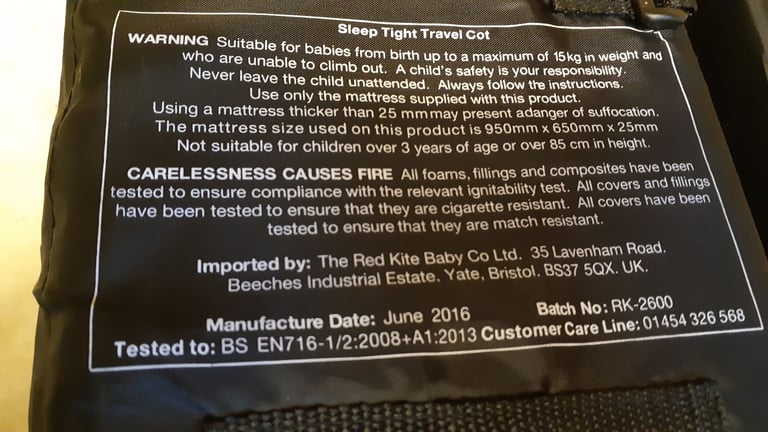 Sleep Tight Travel Cot
WARNING Suitable for babies from birth up to a maximum of 15kg in weight and
who are unable to climb out. A child's safety is your responsibility.
Never leave the child unattended. Always follow the instructions.
Use only the mattress supplied with this product.
Using a mattress thicker than 25 mm may present a danger of suffocation.
The mattress size used on this product is 950mm x 650mm x 25mm
Not suitable for children over 3 years of age or over 85 cm in height.
CARELESSNESS CAUSES FIRE All foams, fillings and composites have been
tested to ensure compliance with the relevant ignitability test. All covers and fillings
have been tested to ensure that they are cigarette resistant. All covers have been
tested to ensure that they are match resistant.
Imported by: The Red Kite Baby Co Ltd. 35 Lavenham Road.
Beeches Industrial Estate. Yate, Bristol. BS37 5QX. UK.
Manufacture Date: June 2016 Batch No: RK-2600
Tested to: BS EN716-1/2:2008+A1:2013 Customer Care Line: 01454 326 568